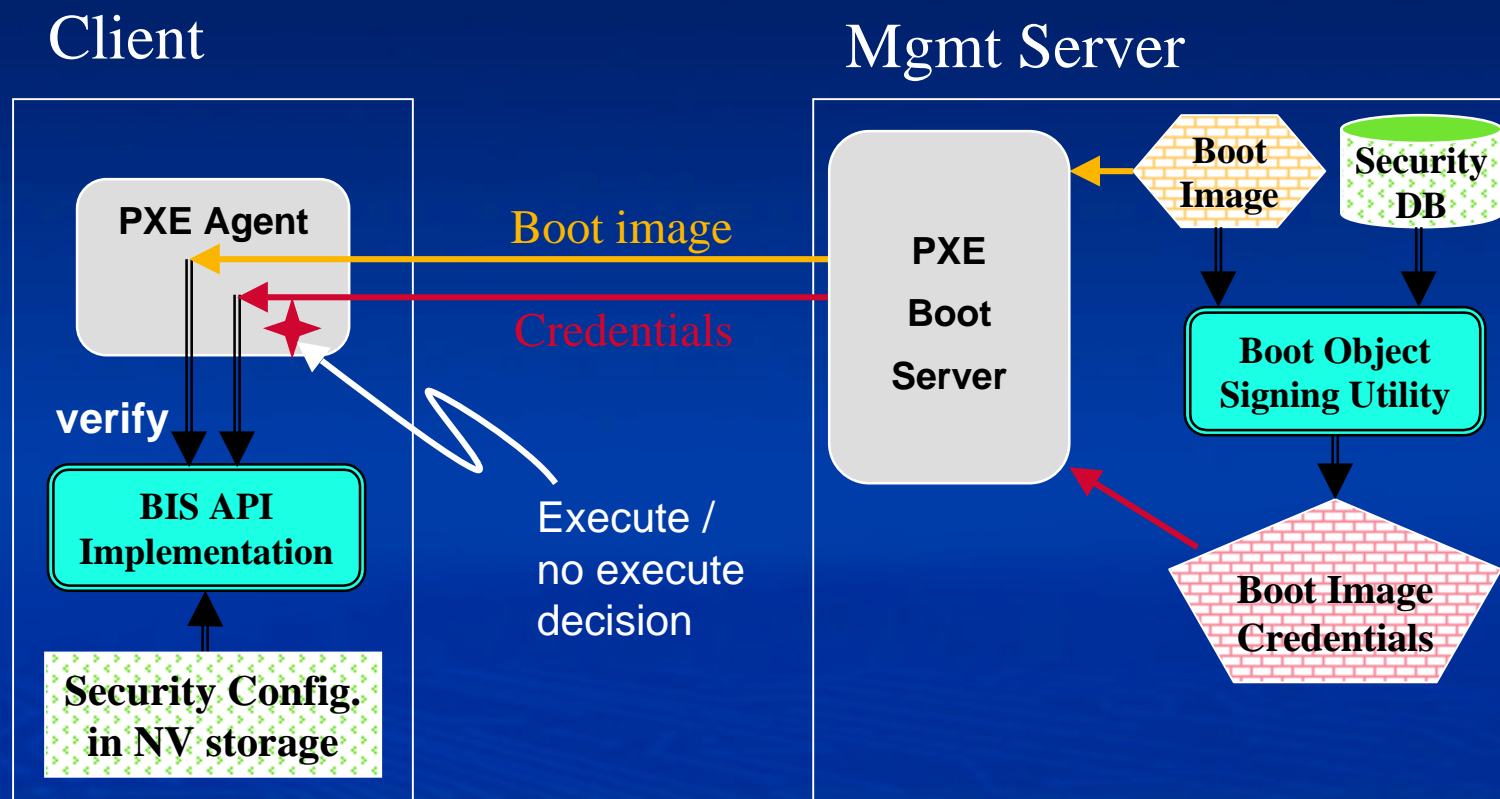 Client
Mgmt Server
PXE Agent
verify
BIS API
Implementation
Security Config.
in NV storage
Boot image
Credentials
Execute /
no execute
decision
PXE
Boot
Server
Boot
Image
Security
DB
Boot Object
Signing Utility
Boot Image
Credentials